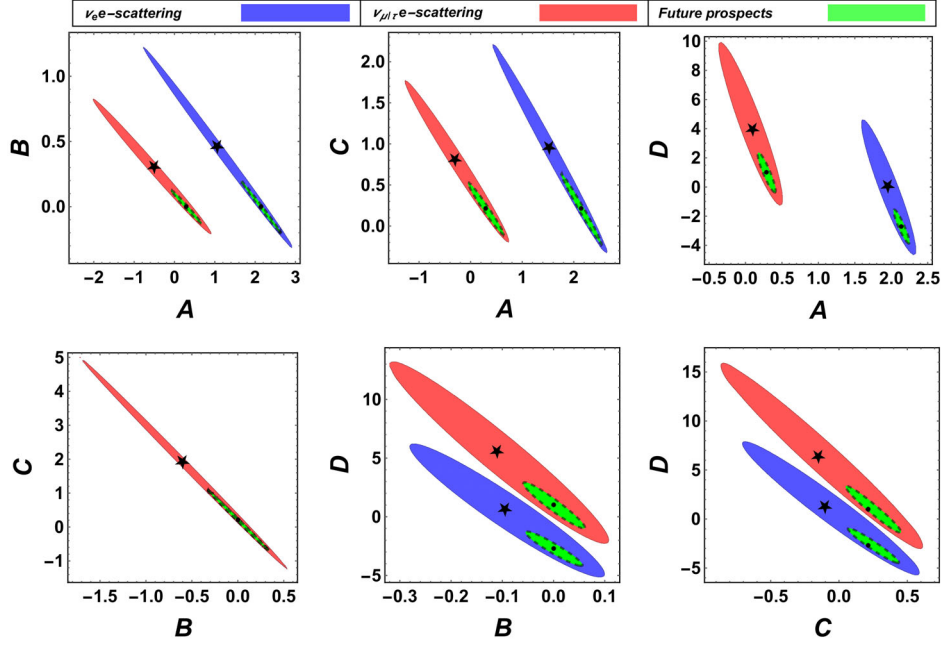 νee-scattering νμ/τe-scattering Future prospects
1.0
0.5
0.0
B
−2 −1 0 1 2 3
A
2.0
1.5
1.0
0.5
0.0
C
−1 0 1 2
A
10
8
6
4
2
0
−2
−4
D
−0.5 0.0 0.5 1.0 1.5 2.0 2.5
A
5
4
3
2
1
0
−1
C
−1.5 −1.0 −0.5 0.0 0.5
B
10
5
0
−5
D
−0.3 −0.2 −0.1 0.0 0.1
B
15
10
5
0
−5
D
−0.5 0.0 0.5
C